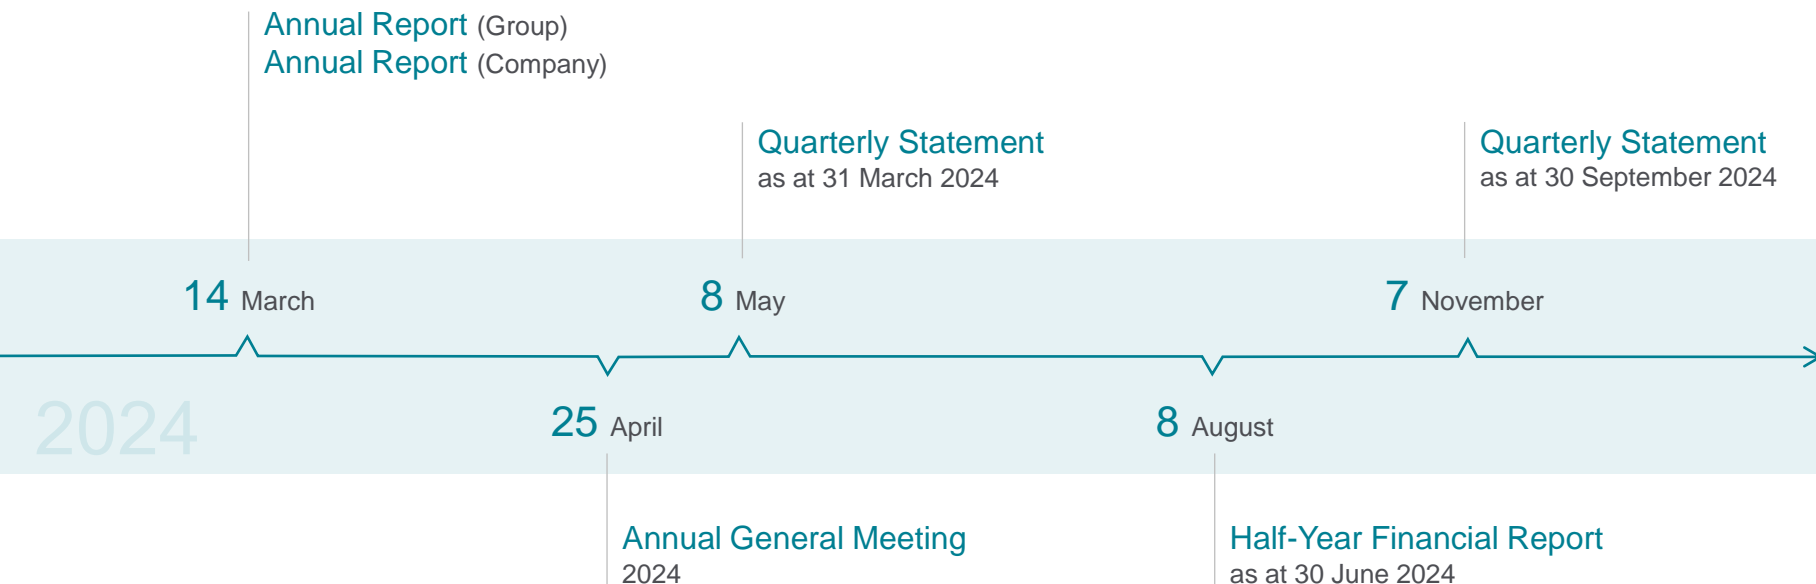 Annual Report (Group)
Annual Report (Company)
Quarterly Statement
as at 31 March 2024
Quarterly Statement
as at 30 September 2024
14 March
8 May
7 November
2024
25 April
8 August
Annual General Meeting
2024
Half-Year Financial Report
as at 30 June 2024